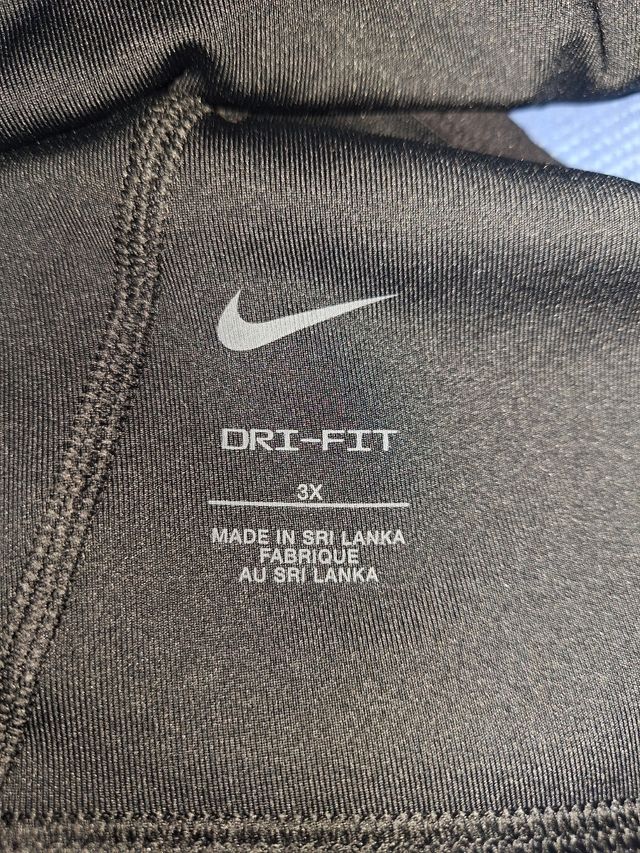 DRI-FIT
3X
MADE IN SRI LANKA
FABRIQUE
AU SRI LANKA